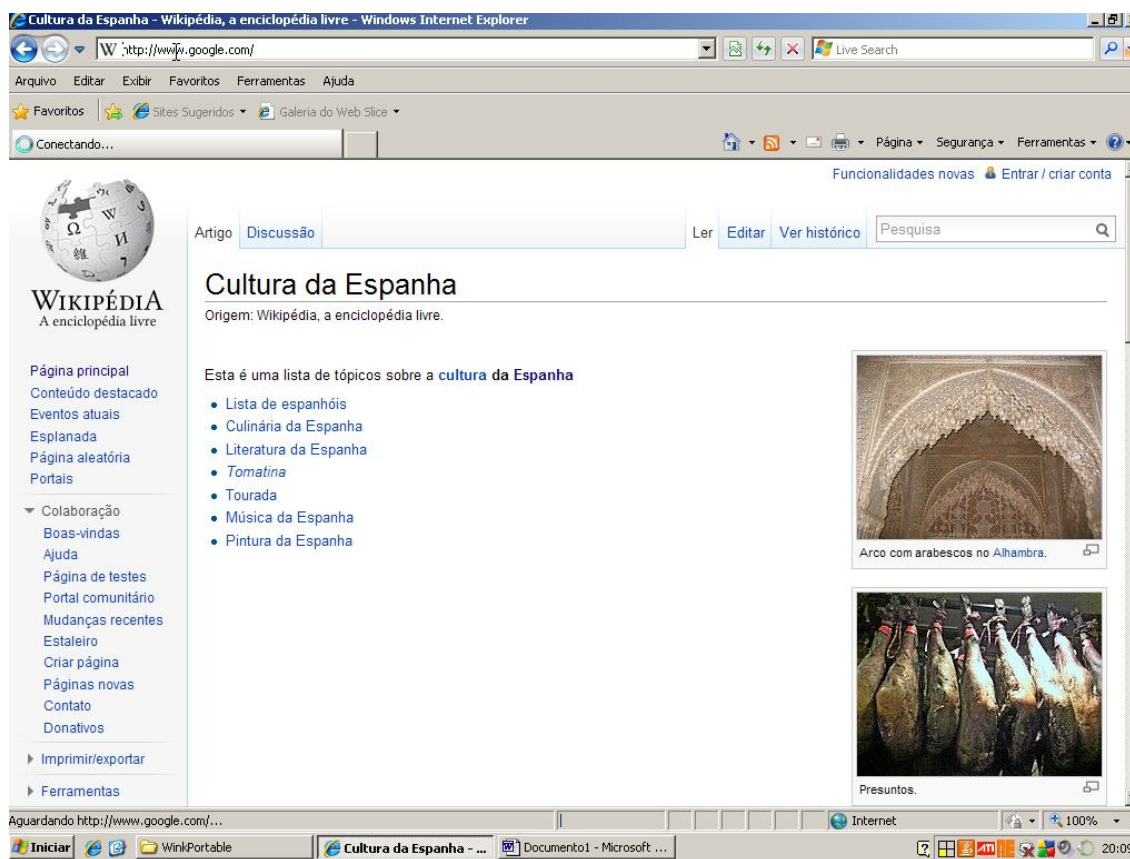 Cultura da Espanha - Wikipédia, a enciclopédia livre - Windows Internet Explorer
http://www.google.com/
Live Search
Arquivo Editar Exibir Favoritos Ferramentas Ajuda
Favoritos Sites Sugeridos Galeria do Web Slice
Conectando...
Página Segurança Ferramentas
Funcionalidades novas Entrar / criar conta
Artigo Discussão Ler Editar Ver histórico Pesquisa
WIKIPÉDIA
A enciclopédia livre
Cultura da Espanha
Origem: Wikipédia, a enciclopédia livre.
Página principal
Conteúdo destacado
Eventos atuais
Esplanada
Página aleatória
Portais
Colaboração
Boas-vindas
Ajuda
Página de testes
Portal comunitário
Mudanças recentes
Estaleiro
Criar página
Páginas novas
Contato
Donativos
Imprimir/exportar
Ferramentas
Esta é uma lista de tópicos sobre a cultura da Espanha
Lista de espanhóis
Culinária da Espanha
Literatura da Espanha
Tomatina
Tourada
Música da Espanha
Pintura da Espanha
Arco com arabescos no Alhambra.
Presuntos.
Aguardando http://www.google.com/... Internet 100%
Iniciar WinkPortable Cultura da Espanha - ... Documento1 - Microsoft ... ATI 20:09